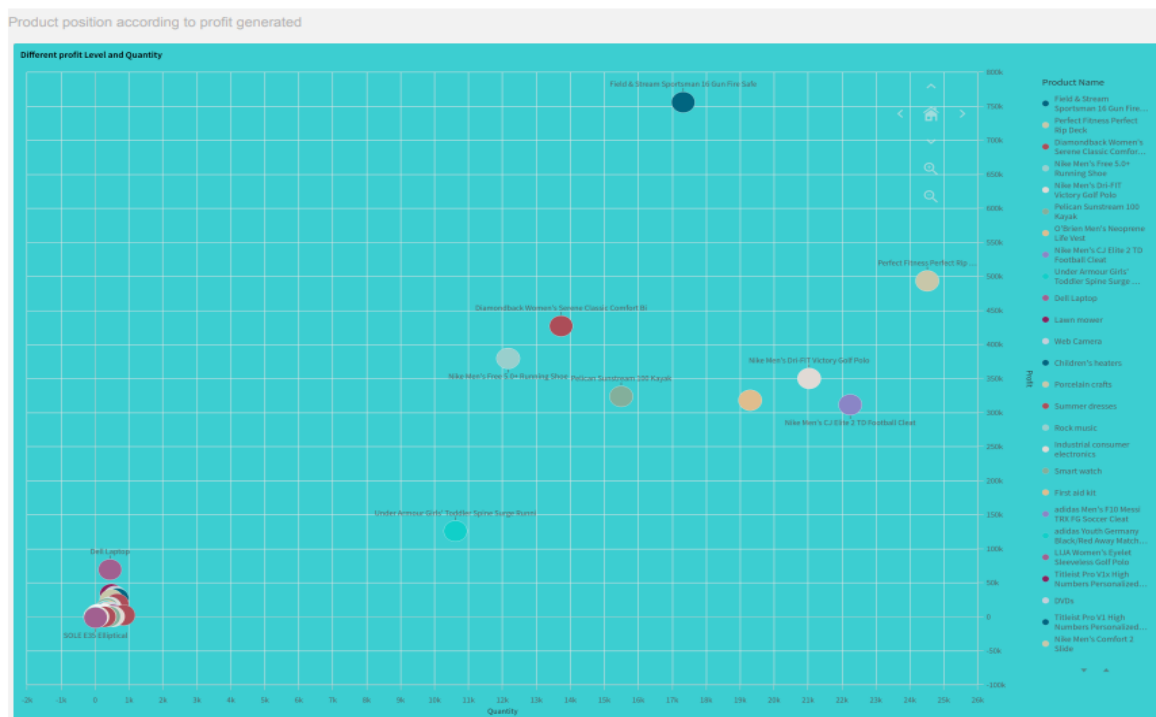 Product position according to profit generated
Different profit Level and Quantity
Field & Stream Sportsman 16 Gun Fire Safe
Perfect Fitness Perfect Rip ...
Diamondback Women's Serene Classic Comfort Bi
Nike Men's Dri-FIT Victory Golf Polo
Nike Men's Free 5.0+ Running Shoe
Pelican Sunstream 100 Kayak
Nike Men's CJ Elite 2 TD Football Cleat
Under Armour Girls' Toddler Spine Surge Runni
Dell Laptop
SOLE E35 Elliptical
800k
750k
700k
650k
600k
550k
500k
450k
400k
350k
300k
250k
200k
150k
100k
50k
0
-50k
-100k
Profit
-2k -1k 0 1k 2k 3k 4k 5k 6k 7k 8k 9k 10k 11k 12k 13k 14k 15k 16k 17k 18k 19k 20k 21k 22k 23k 24k 25k 26k
Quantity
Product Name
Field & Stream
Sportsman 16 Gun Fire...
Perfect Fitness Perfect
Rip Deck
Diamondback Women's
Serene Classic Comfor...
Nike Men's Free 5.0+
Running Shoe
Nike Men's Dri-FIT
Victory Golf Polo
Pelican Sunstream 100
Kayak
O'Brien Men's Neoprene
Life Vest
Nike Men's CJ Elite 2 TD
Football Cleat
Under Armour Girls'
Toddler Spine Surge ...
Dell Laptop
Lawn mower
Web Camera
Children's heaters
Porcelain crafts
Summer dresses
Rock music
Industrial consumer
electronics
Smart watch
First aid kit
adidas Men's F10 Messi
TRX FG Soccer Cleat
adidas Youth Germany
Black/Red Away Match...
LIJA Women's Eyelet
Sleeveless Golf Polo
Titleist Pro V1x High
Numbers Personalized...
DVDs
Titleist Pro V1 High
Numbers Personalized...
Nike Men's Comfort 2
Slide